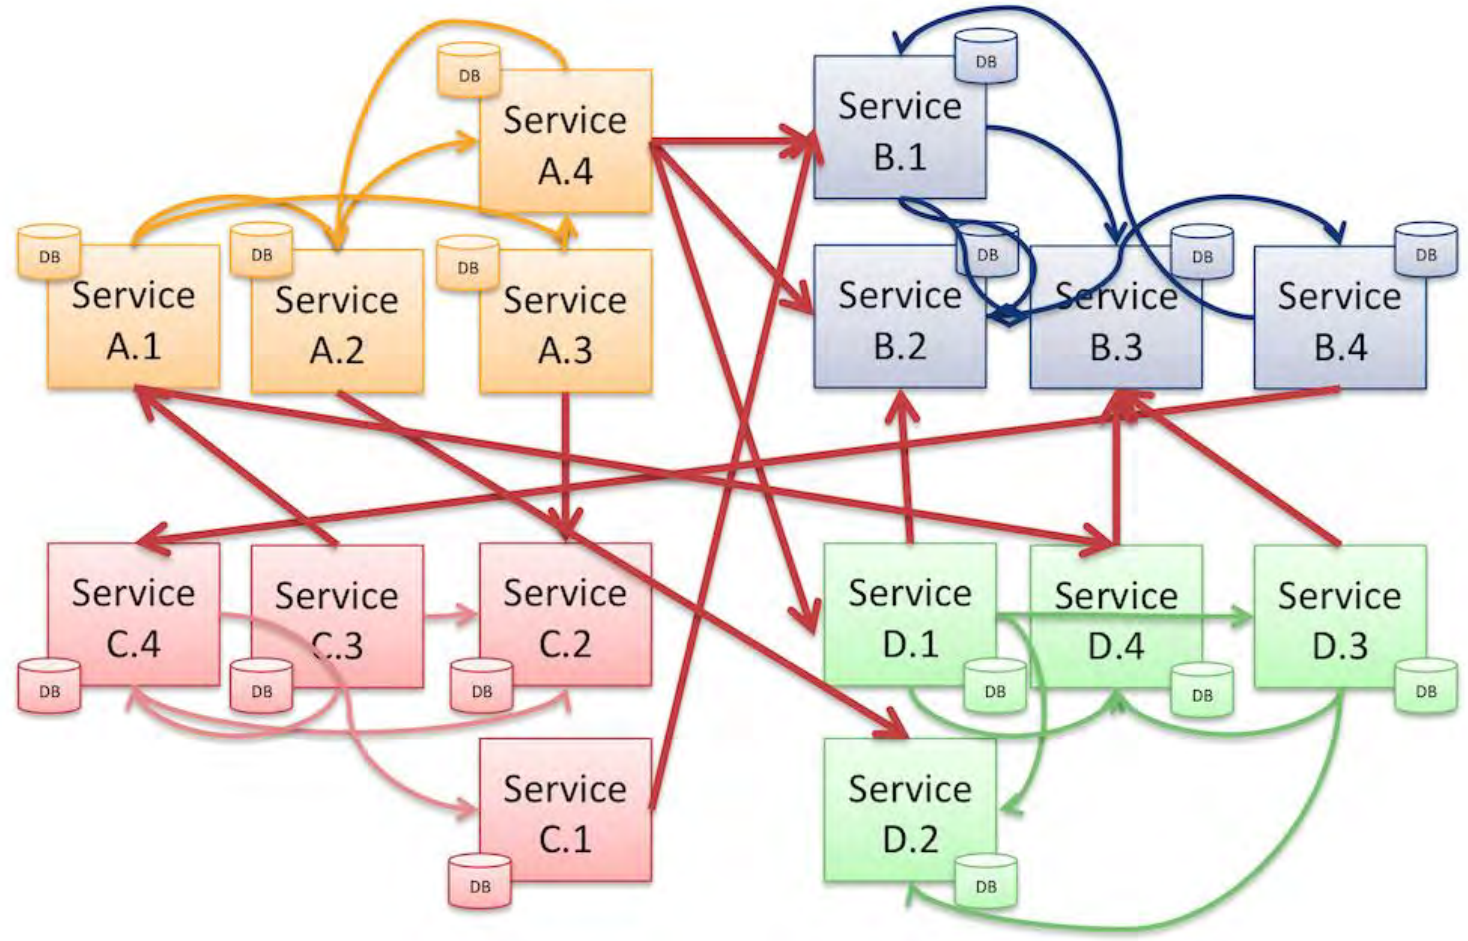 DB
Service
A.4
DB
Service
B.1
DB
Service
A.1
DB
Service
A.2
DB
Service
A.3
DB
Service
B.2
DB
Service
B.3
DB
Service
B.4
Service
C.4
DB
Service
C.3
DB
Service
C.2
DB
Service
D.1
DB
Service
D.4
DB
Service
D.3
DB
Service
C.1
DB
Service
D.2
DB